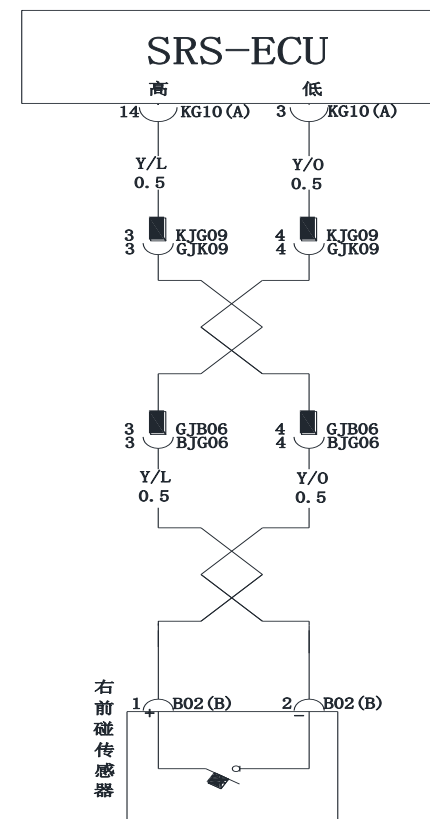 SRS-ECU
高 低
14 KG10(A) 3 KG10(A)
Y/L Y/O
0.5 0.5
3 KJG09 4 KJG09
3 GJK09 4 GJK09
3 GJB06 4 GJB06
3 BJG06 4 BJG06
Y/L Y/O
0.5 0.5
右前碰传感器
1 B02(B) 2 B02(B)
+ −